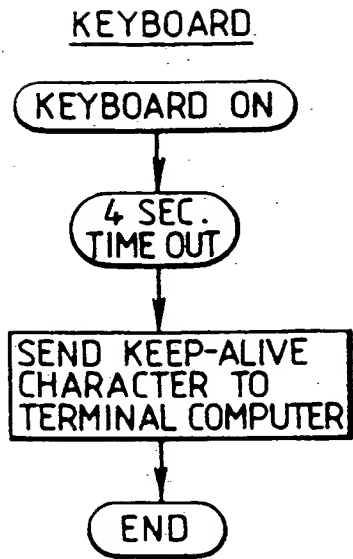 KEYBOARD
KEYBOARD ON
4 SEC.
TIME OUT
SEND KEEP-ALIVE
CHARACTER TO
TERMINAL COMPUTER
END